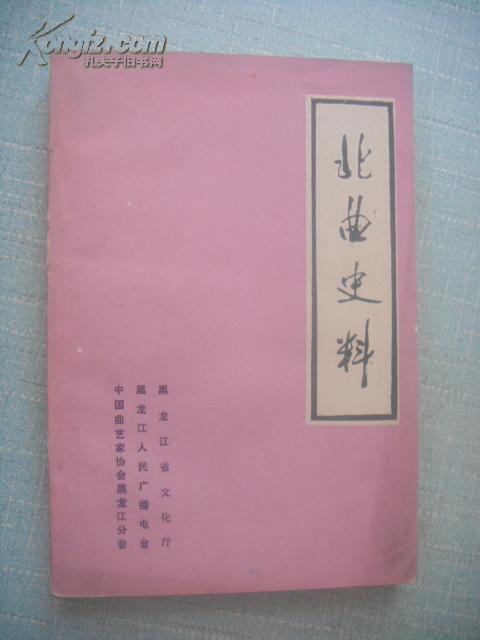 Kongfz.com
孔夫子旧书网
北曲史料
黑龙江省文化厅
黑龙江人民广播电台
中国曲艺家协会黑龙江分会